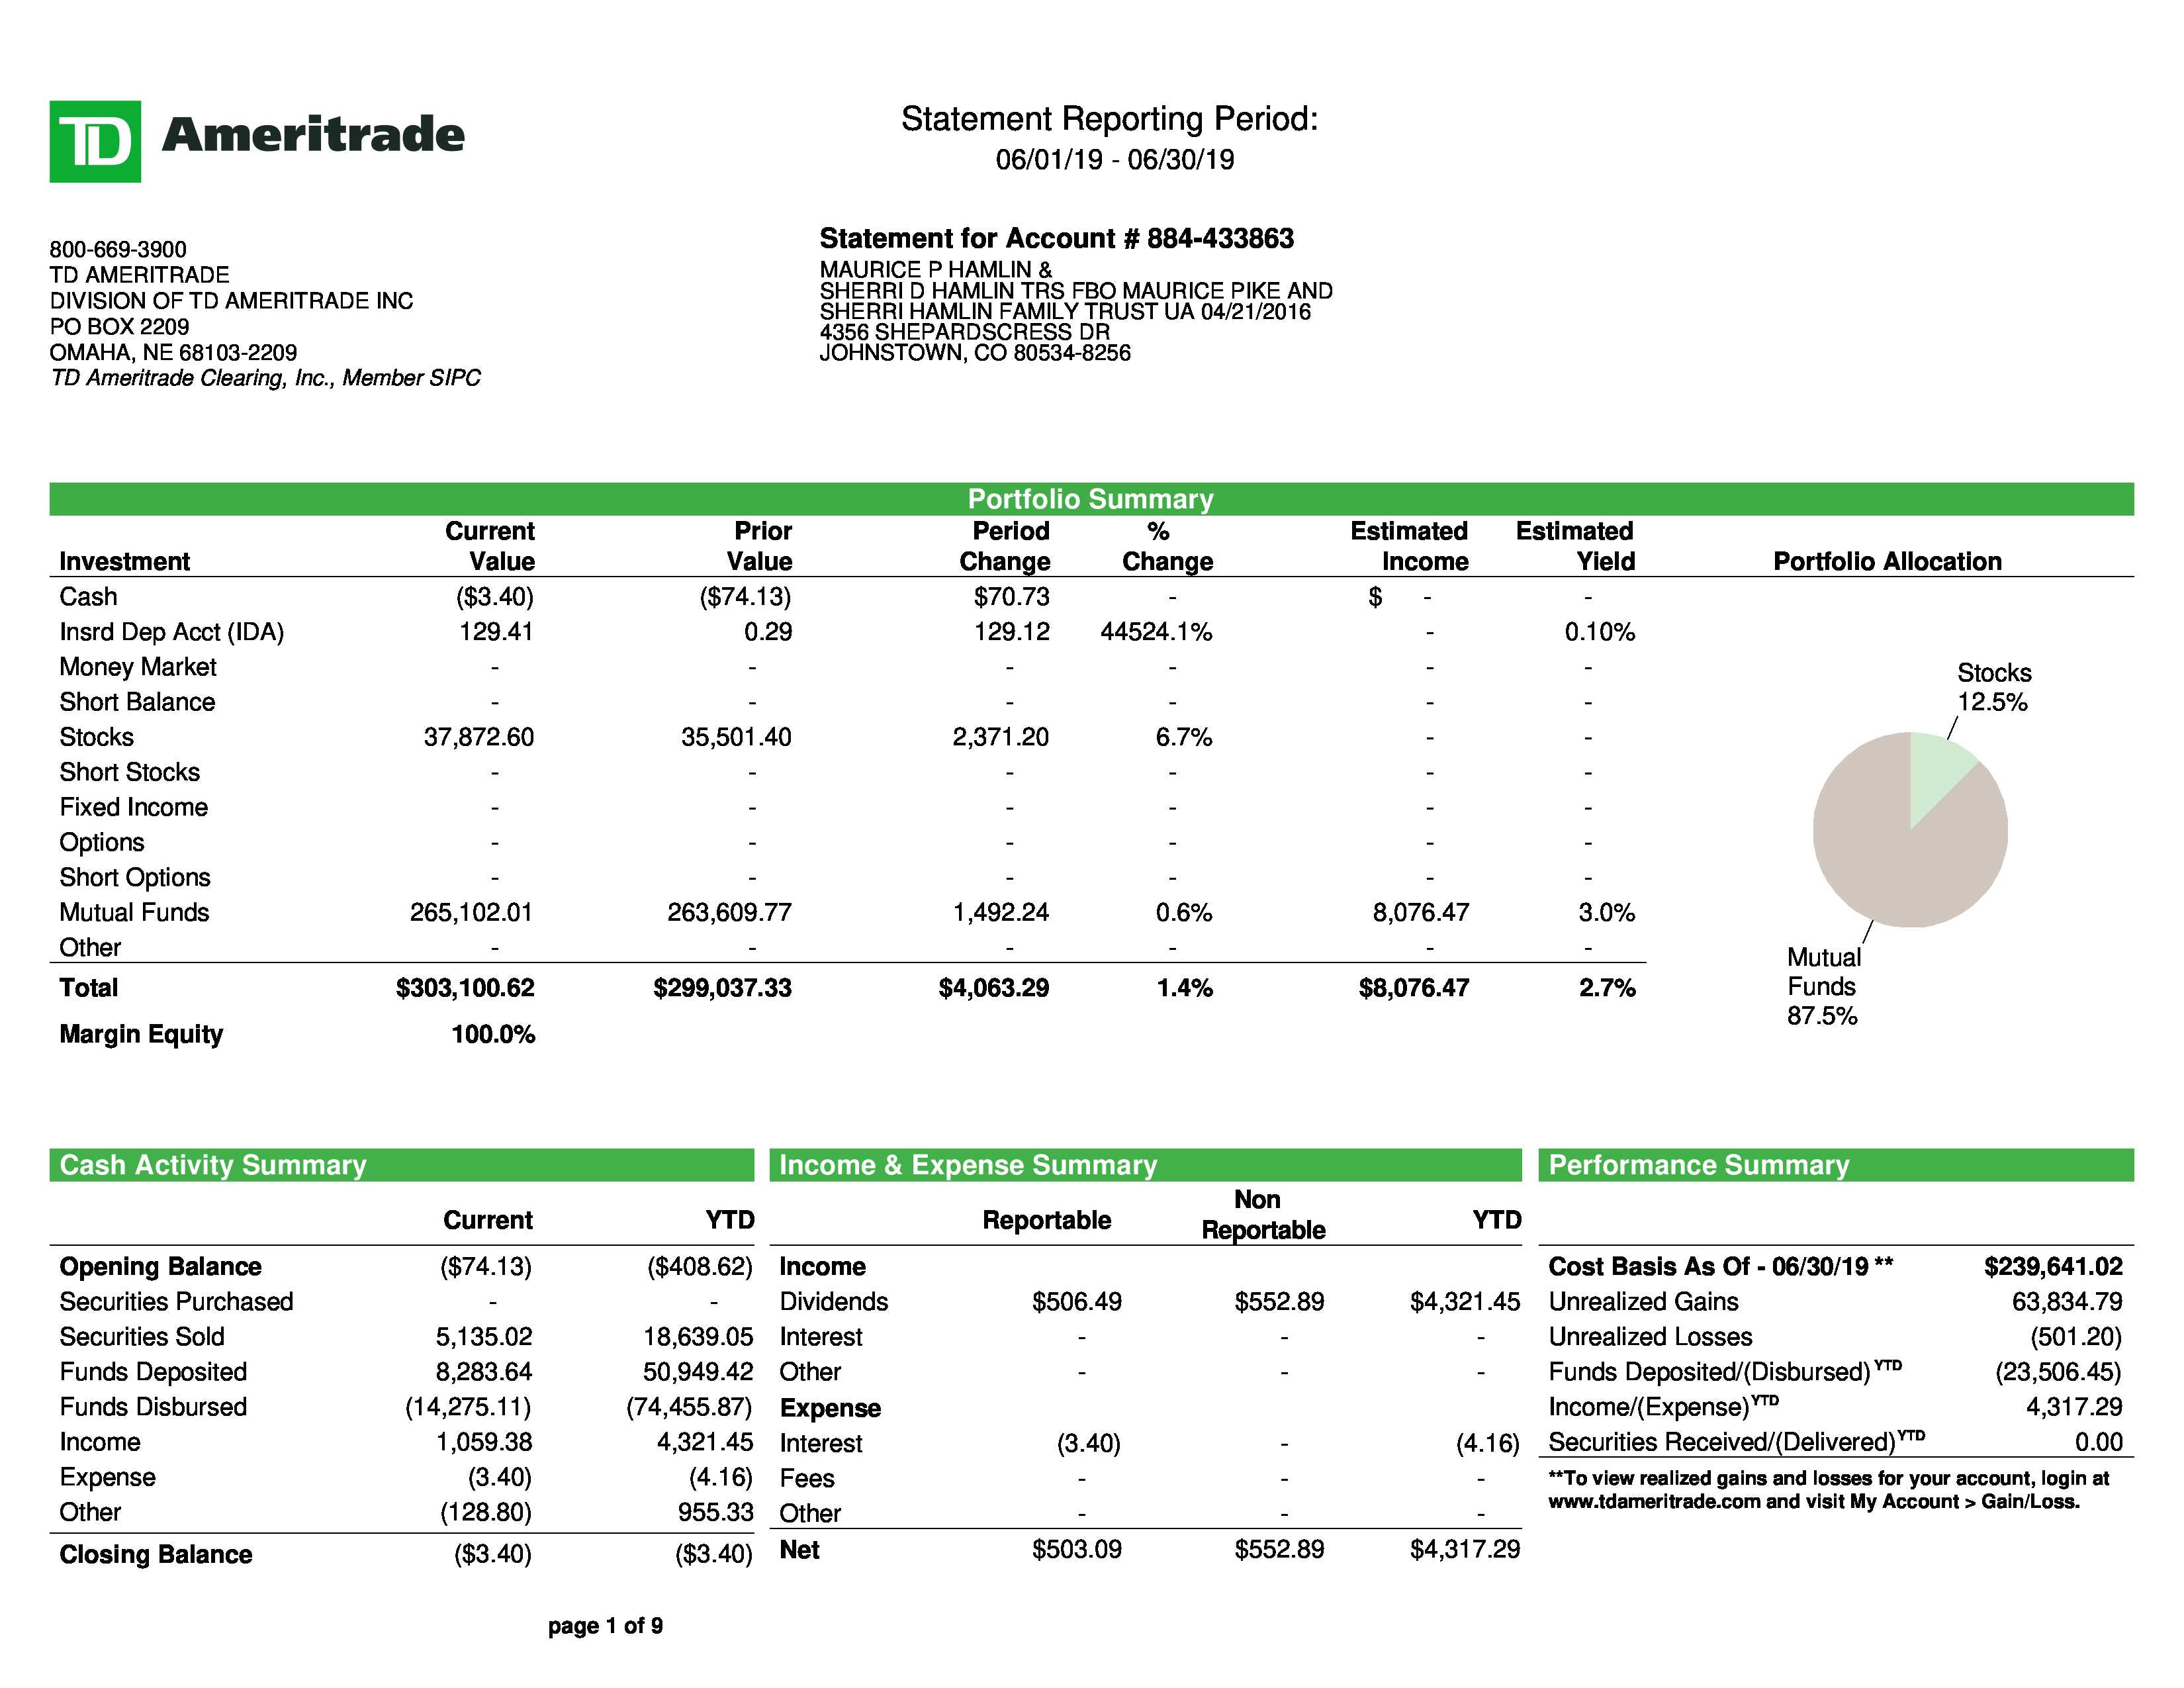 TD Ameritrade
Statement Reporting Period:
06/01/19 - 06/30/19
800-669-3900
TD AMERITRADE
DIVISION OF TD AMERITRADE INC
PO BOX 2209
OMAHA, NE 68103-2209
TD Ameritrade Clearing, Inc., Member SIPC
Statement for Account # 884-433863
MAURICE P HAMLIN &
SHERRI D HAMLIN TRS FBO MAURICE PIKE AND
SHERRI HAMLIN FAMILY TRUST UA 04/21/2016
4356 SHEPARDSCRESS DR
JOHNSTOWN, CO 80534-8256
Portfolio Summary
Investment Current Value Prior Value Period Change % Change Estimated Income Estimated Yield Portfolio Allocation
Cash ($3.40) ($74.13) $70.73 - $ - -
Insrd Dep Acct (IDA) 129.41 0.29 129.12 44524.1% - 0.10%
Money Market - - - - - -
Short Balance - - - - - -
Stocks 37,872.60 35,501.40 2,371.20 6.7% - -
Short Stocks - - - - - -
Fixed Income - - - - - -
Options - - - - - -
Short Options - - - - - -
Mutual Funds 265,102.01 263,609.77 1,492.24 0.6% 8,076.47 3.0%
Other - - - - - -
Total $303,100.62 $299,037.33 $4,063.29 1.4% $8,076.47 2.7%
Margin Equity 100.0%
Stocks
12.5%
Mutual
Funds
87.5%
Cash Activity Summary
Current YTD
Opening Balance ($74.13) ($408.62)
Securities Purchased - -
Securities Sold 5,135.02 18,639.05
Funds Deposited 8,283.64 50,949.42
Funds Disbursed (14,275.11) (74,455.87)
Income 1,059.38 4,321.45
Expense (3.40) (4.16)
Other (128.80) 955.33
Closing Balance ($3.40) ($3.40)
Income & Expense Summary
Reportable Non Reportable YTD
Income
Dividends $506.49 $552.89 $4,321.45
Interest - - -
Other - - -
Expense
Interest (3.40) - (4.16)
Fees - - -
Other - - -
Net $503.09 $552.89 $4,317.29
Performance Summary
Cost Basis As Of - 06/30/19 ** $239,641.02
Unrealized Gains 63,834.79
Unrealized Losses (501.20)
Funds Deposited/(Disbursed) YTD (23,506.45)
Income/(Expense) YTD 4,317.29
Securities Received/(Delivered) YTD 0.00
**To view realized gains and losses for your account, login at
www.tdameritrade.com and visit My Account > Gain/Loss.
page 1 of 9